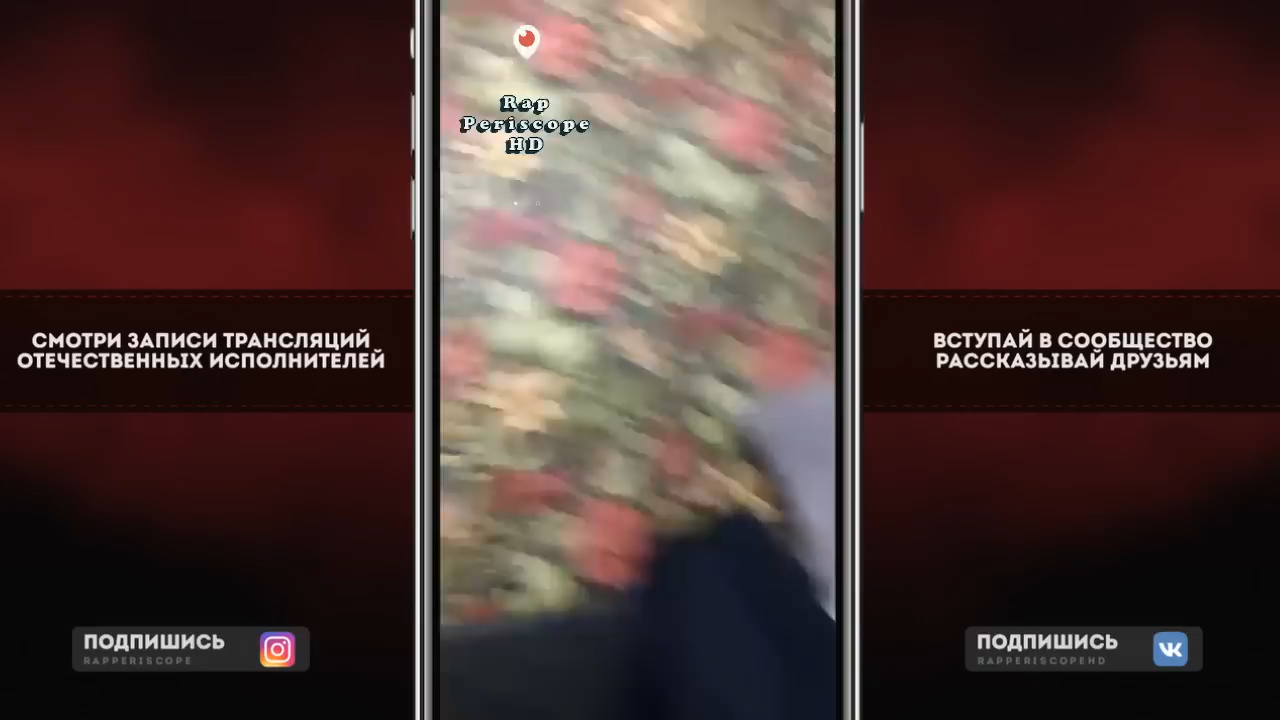 Rap
Periscope
HD
СМОТРИ ЗАПИСИ ТРАНСЛЯЦИЙ
ОТЕЧЕСТВЕННЫХ ИСПОЛНИТЕЛЕЙ
ВСТУПАЙ В СООБЩЕСТВО
РАССКАЗЫВАЙ ДРУЗЬЯМ
ПОДПИШИСЬ
RAPPERISCOPE
ПОДПИШИСЬ
RAPPERISCOPEHD